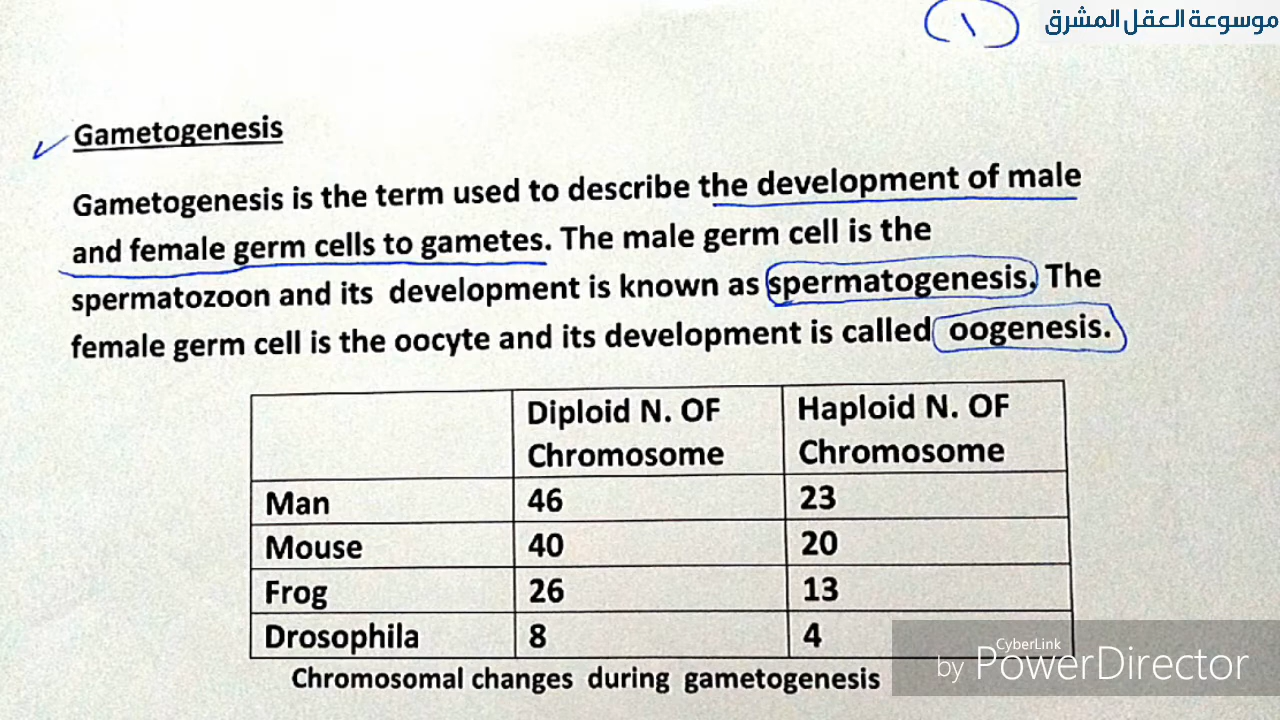 ١
موسوعة العقل المشرق
Gametogenesis
Gametogenesis is the term used to describe the development of male
and female germ cells to gametes. The male germ cell is the
spermatozoon and its development is known as spermatogenesis. The
female germ cell is the oocyte and its development is called oogenesis.
Diploid N. OF Haploid N. OF
Chromosome Chromosome
Man 46 23
Mouse 40 20
Frog 26 13
Drosophila 8 4
Chromosomal changes during gametogenesis
CyberLink
by PowerDirector